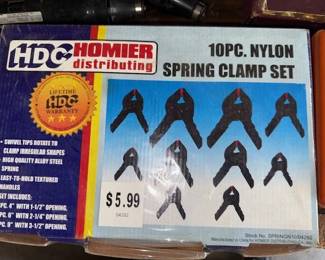 HDC HOMIER
distributing
10PC. NYLON
SPRING CLAMP SET
LIFETIME
HDC
WARRANTY
• SWIVEL TIPS ROTATE TO
CLAMP IRREGULAR SHAPES
• HIGH QUALITY ALLOY STEEL
SPRING
EASY-TO-HOLD TEXTURED
HANDLES
SET INCLUDES:
PC. 4" WITH 1-1/2" OPENING,
PC. 6" WITH 2-1/4" OPENING,
PC. 9" WITH 3-1/2" OPENING,
$5.99
04292